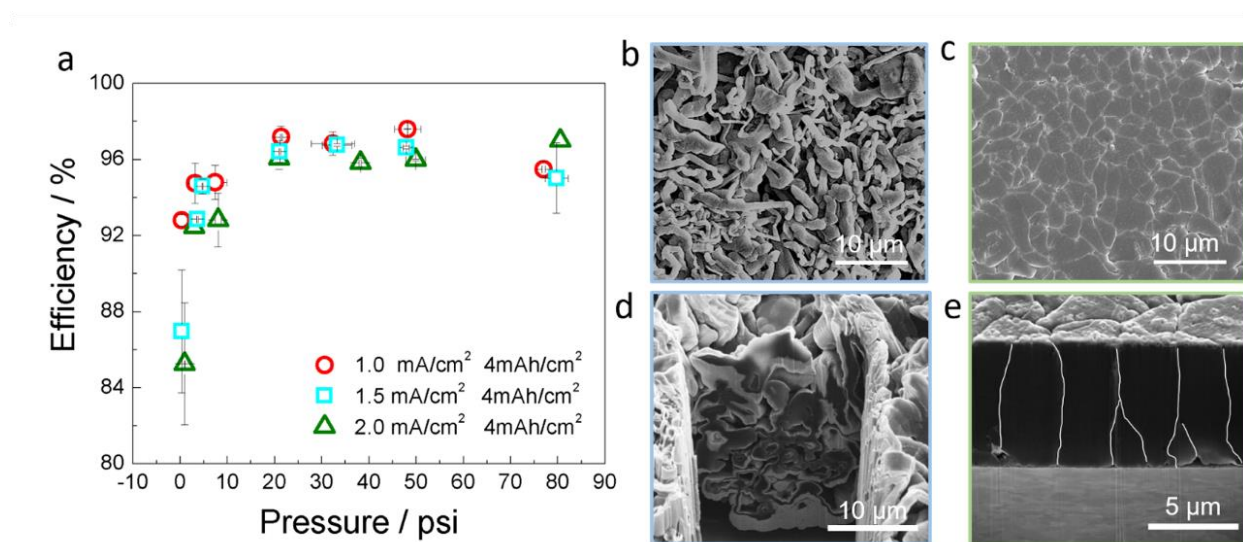 a
Efficiency / %
100
96
92
88
84
80
1.0 mA/cm² 4mAh/cm²
1.5 mA/cm² 4mAh/cm²
2.0 mA/cm² 4mAh/cm²
-10 0 10 20 30 40 50 60 70 80 90
Pressure / psi
b
10 µm
c
10 µm
d
10 µm
e
5 µm